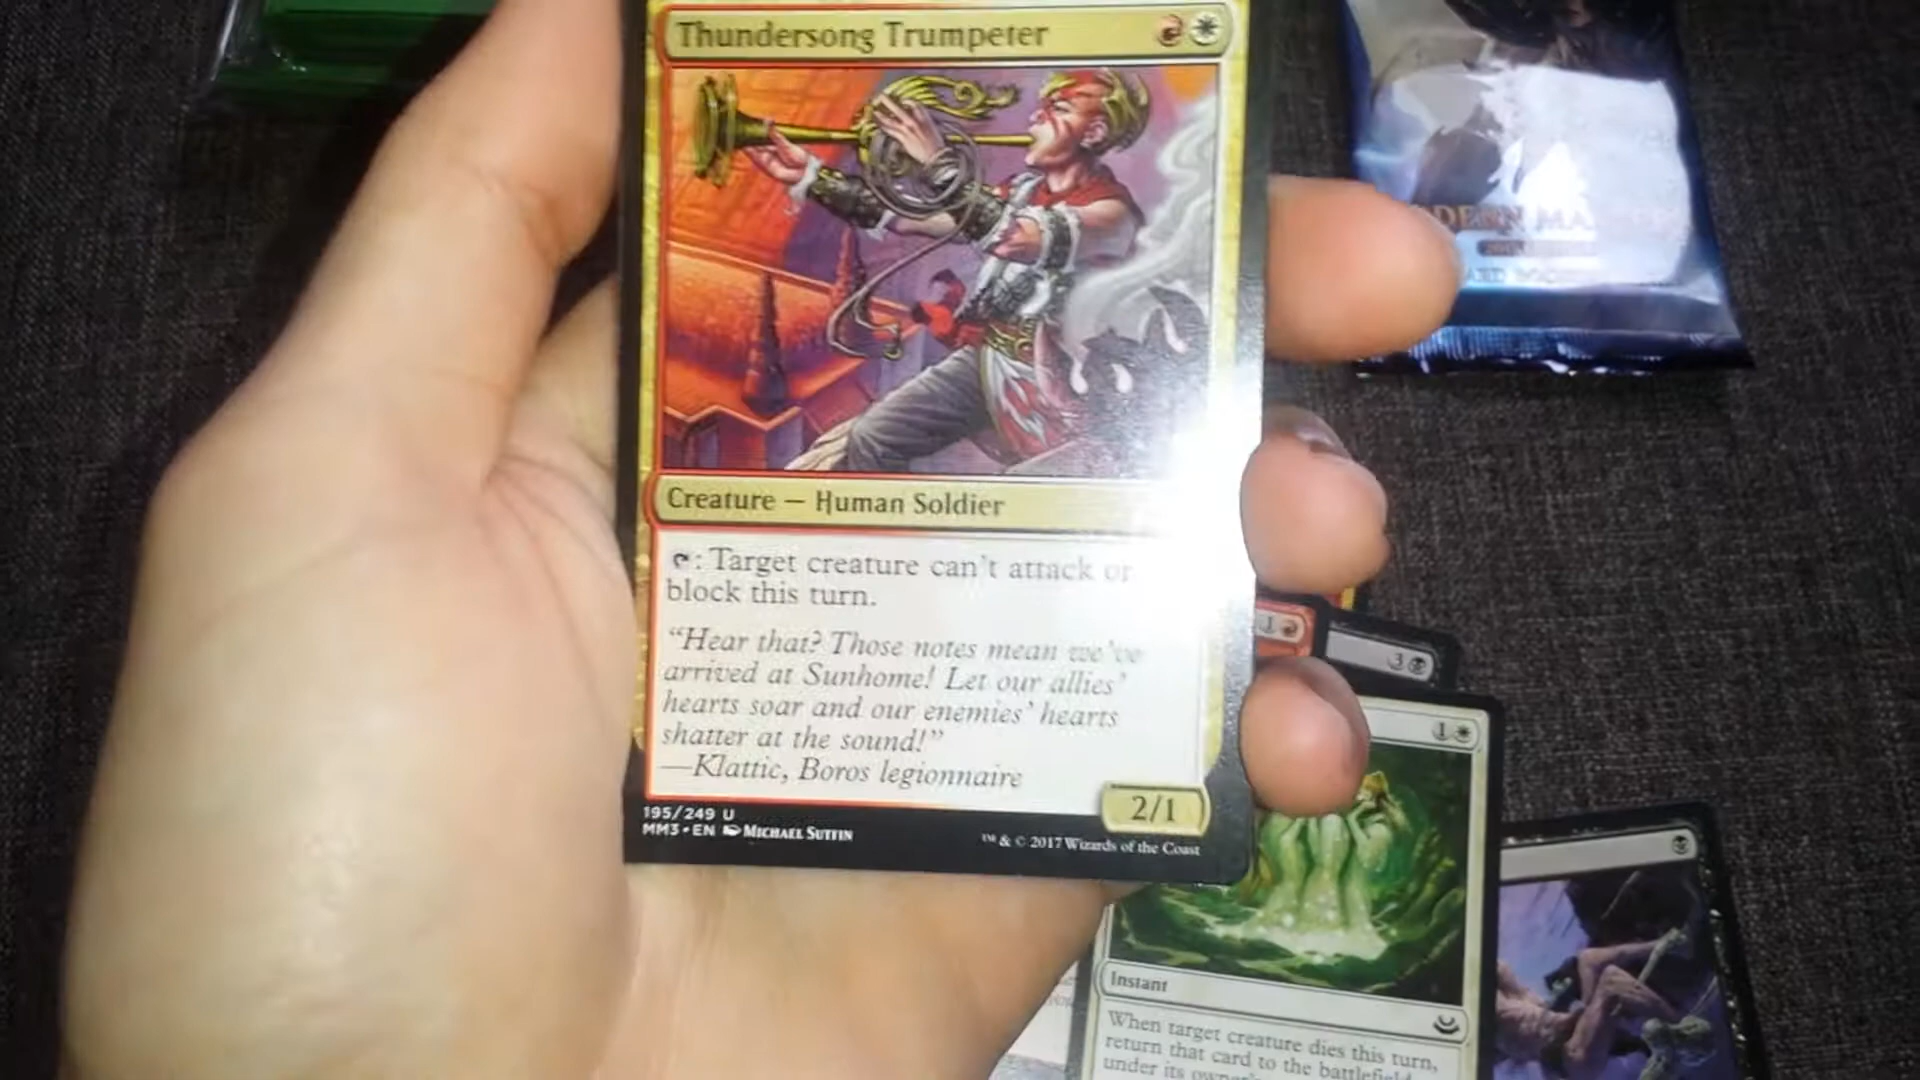 Thundersong Trumpeter
Creature — Human Soldier
: Target creature can't attack or
block this turn.
"Hear that? Those notes mean we've
arrived at Sunhome! Let our allies'
hearts soar and our enemies' hearts
shatter at the sound!"
—Klattic, Boros legionnaire
2/1
195/249 U
MM3 • EN MICHAEL SUTFIN
™ & © 2017 Wizards of the Coast
1
3
1
Instant
When target creature dies this turn,
return that card to the battlefield
under its owner's